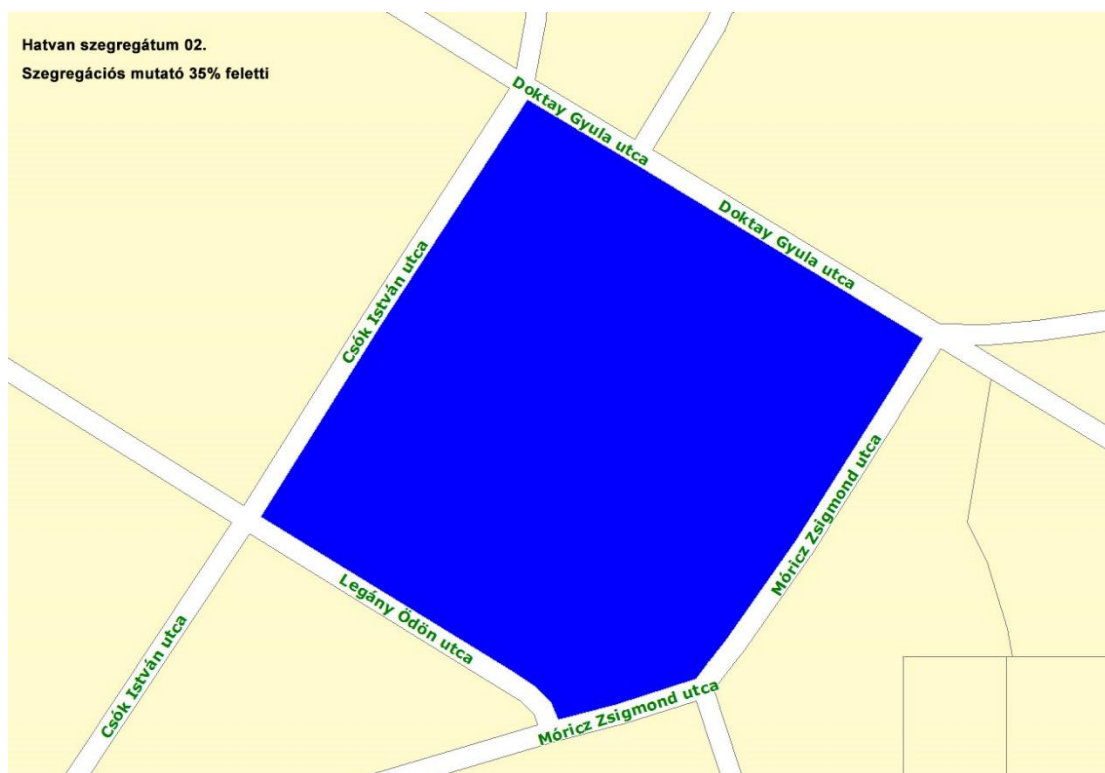 Hatvan szegregátum 02.
Szegregációs mutató 35% feletti
Doktay Gyula utca
Doktay Gyula utca
Csók István utca
Móricz Zsigmond utca
Legány Ödön utca
Csók István utca
Móricz Zsigmond utca